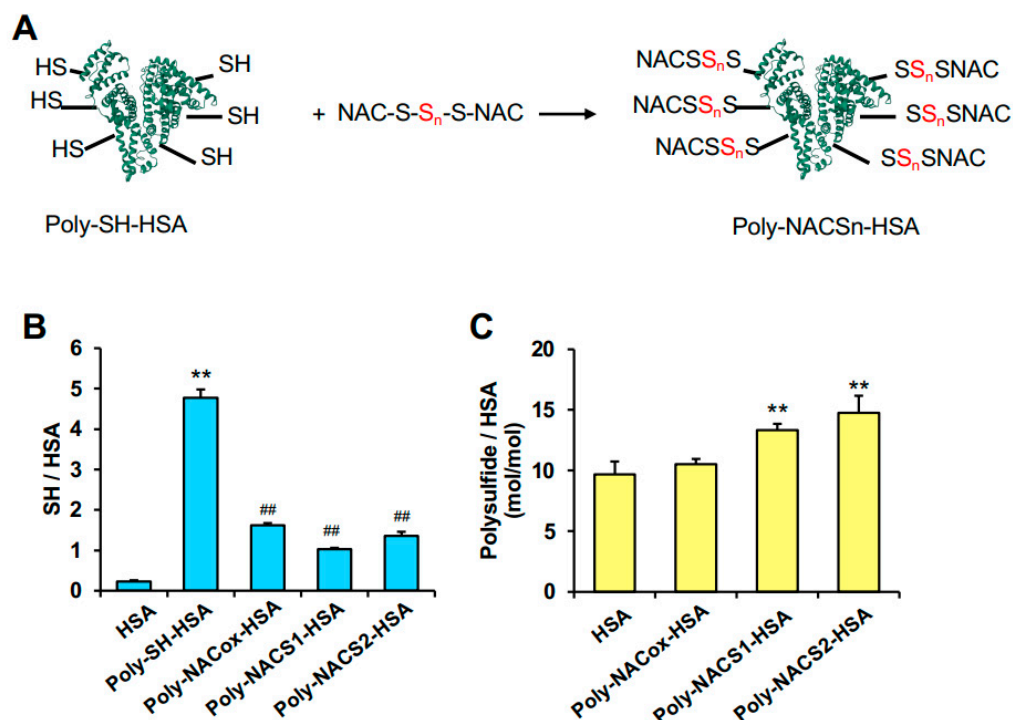 A
HS
HS
HS
SH
SH
SH
Poly-SH-HSA
+ NAC-S-Sn-S-NAC
NACSSnS
NACSSnS
NACSSnS
SSnSNAC
SSnSNAC
SSnSNAC
Poly-NACSn-HSA
B
SH / HSA
6
5
4
3
2
1
0
**
##
##
##
HSA
Poly-SH-HSA
Poly-NACox-HSA
Poly-NACS1-HSA
Poly-NACS2-HSA
C
Polysulfide / HSA
(mol/mol)
20
15
10
5
0
**
**
HSA
Poly-NACox-HSA
Poly-NACS1-HSA
Poly-NACS2-HSA